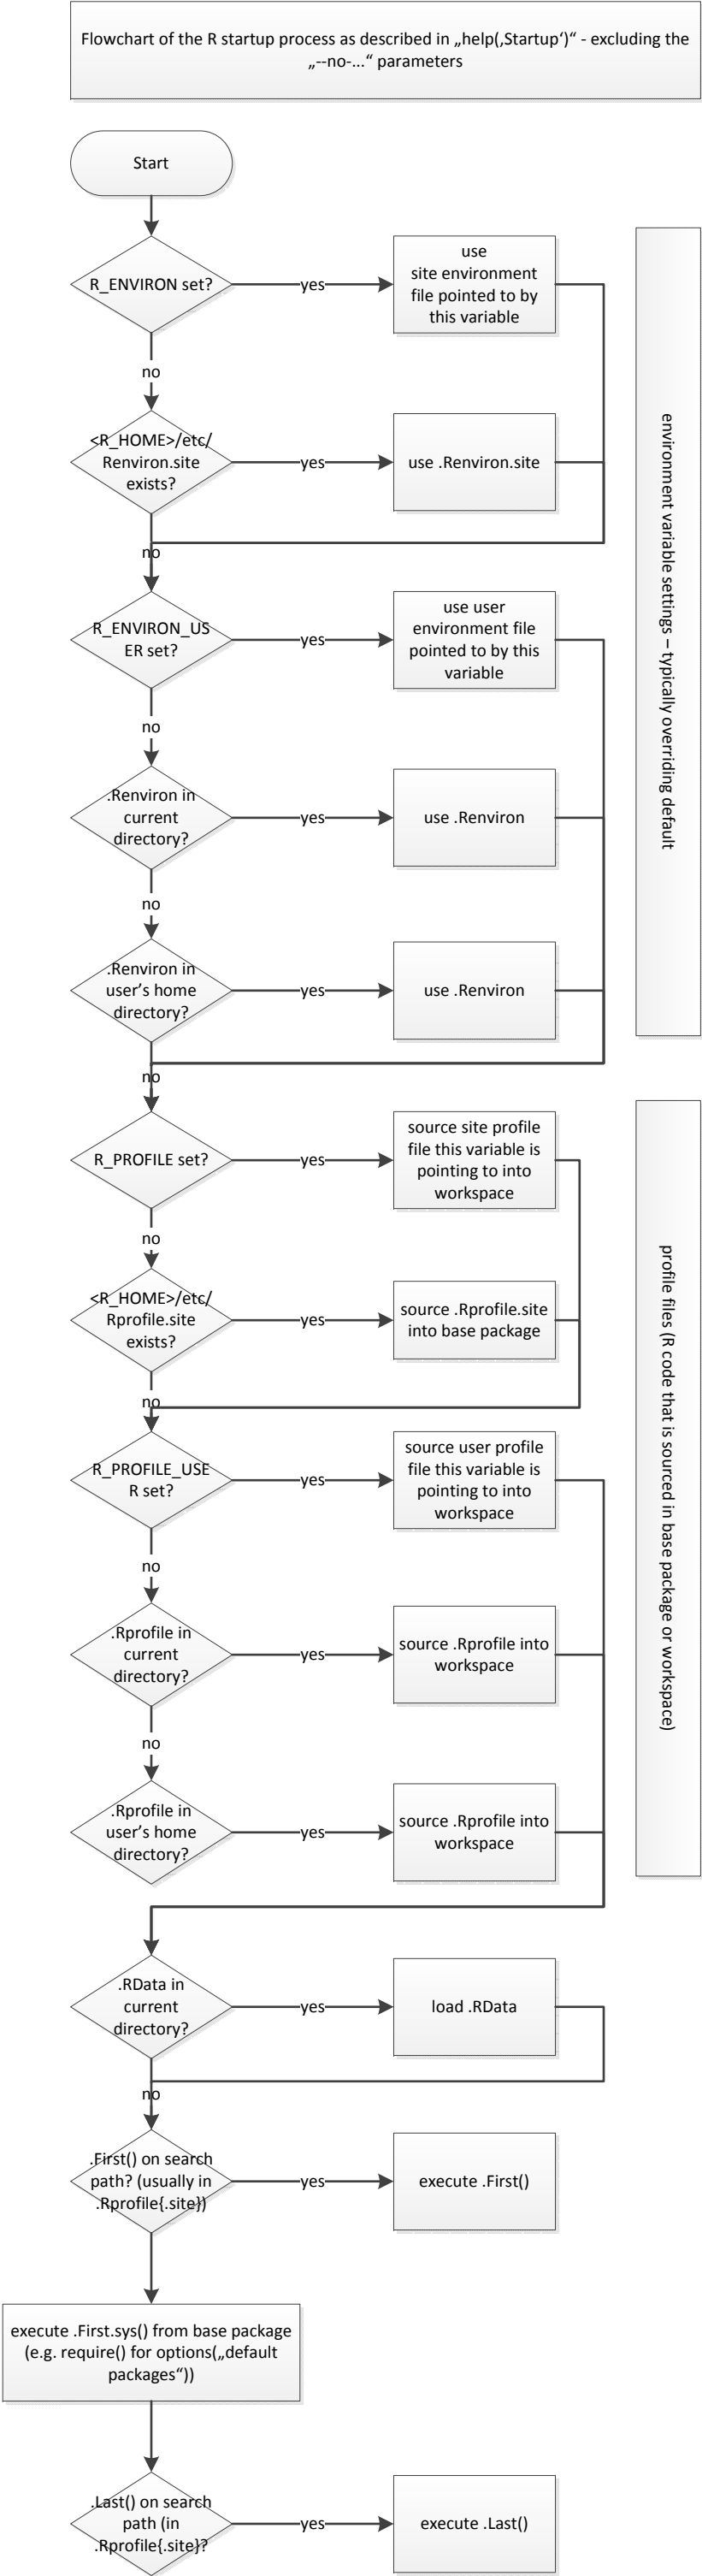 Flowchart of the R startup process as described in „help(‚Startup‘)“ - excluding the
„--no-...“ parameters
Start
R_ENVIRON set?
yes
use
site environment
file pointed to by
this variable
no
<R_HOME>/etc/
Renviron.site
exists?
yes
use .Renviron.site
no
R_ENVIRON_US
ER set?
yes
use user
environment file
pointed to by this
variable
no
.Renviron in
current
directory?
yes
use .Renviron
no
.Renviron in
user’s home
directory?
yes
use .Renviron
no
environment variable settings – typically overriding default
R_PROFILE set?
yes
source site profile
file this variable is
pointing to into
workspace
no
<R_HOME>/etc/
Rprofile.site
exists?
yes
source .Rprofile.site
into base package
no
R_PROFILE_USE
R set?
yes
source user profile
file this variable is
pointing to into
workspace
no
.Rprofile in
current
directory?
yes
source .Rprofile into
workspace
no
.Rprofile in
user’s home
directory?
yes
source .Rprofile into
workspace
profile files (R code that is sourced in base package or workspace)
.RData in
current
directory?
yes
load .RData
no
.First() on search
path? (usually in
.Rprofile{.site})
yes
execute .First()
execute .First.sys() from base package
(e.g. require() for options(„default
packages“))
.Last() on search
path (in
.Rprofile{.site}?
yes
execute .Last()